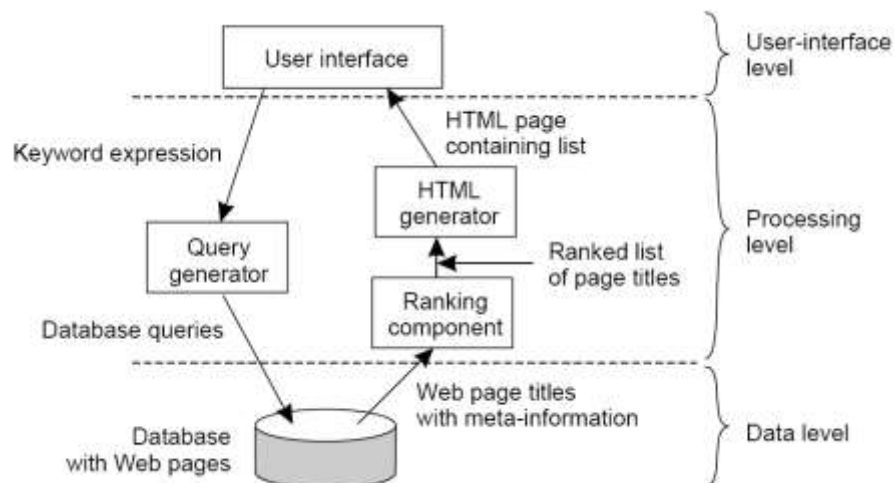 User interface
User-interface
level
HTML page
containing list
Keyword expression
HTML
generator
Processing
level
Query
generator
Ranked list
of page titles
Ranking
component
Database queries
Web page titles
with meta-information
Database
with Web pages
Data level